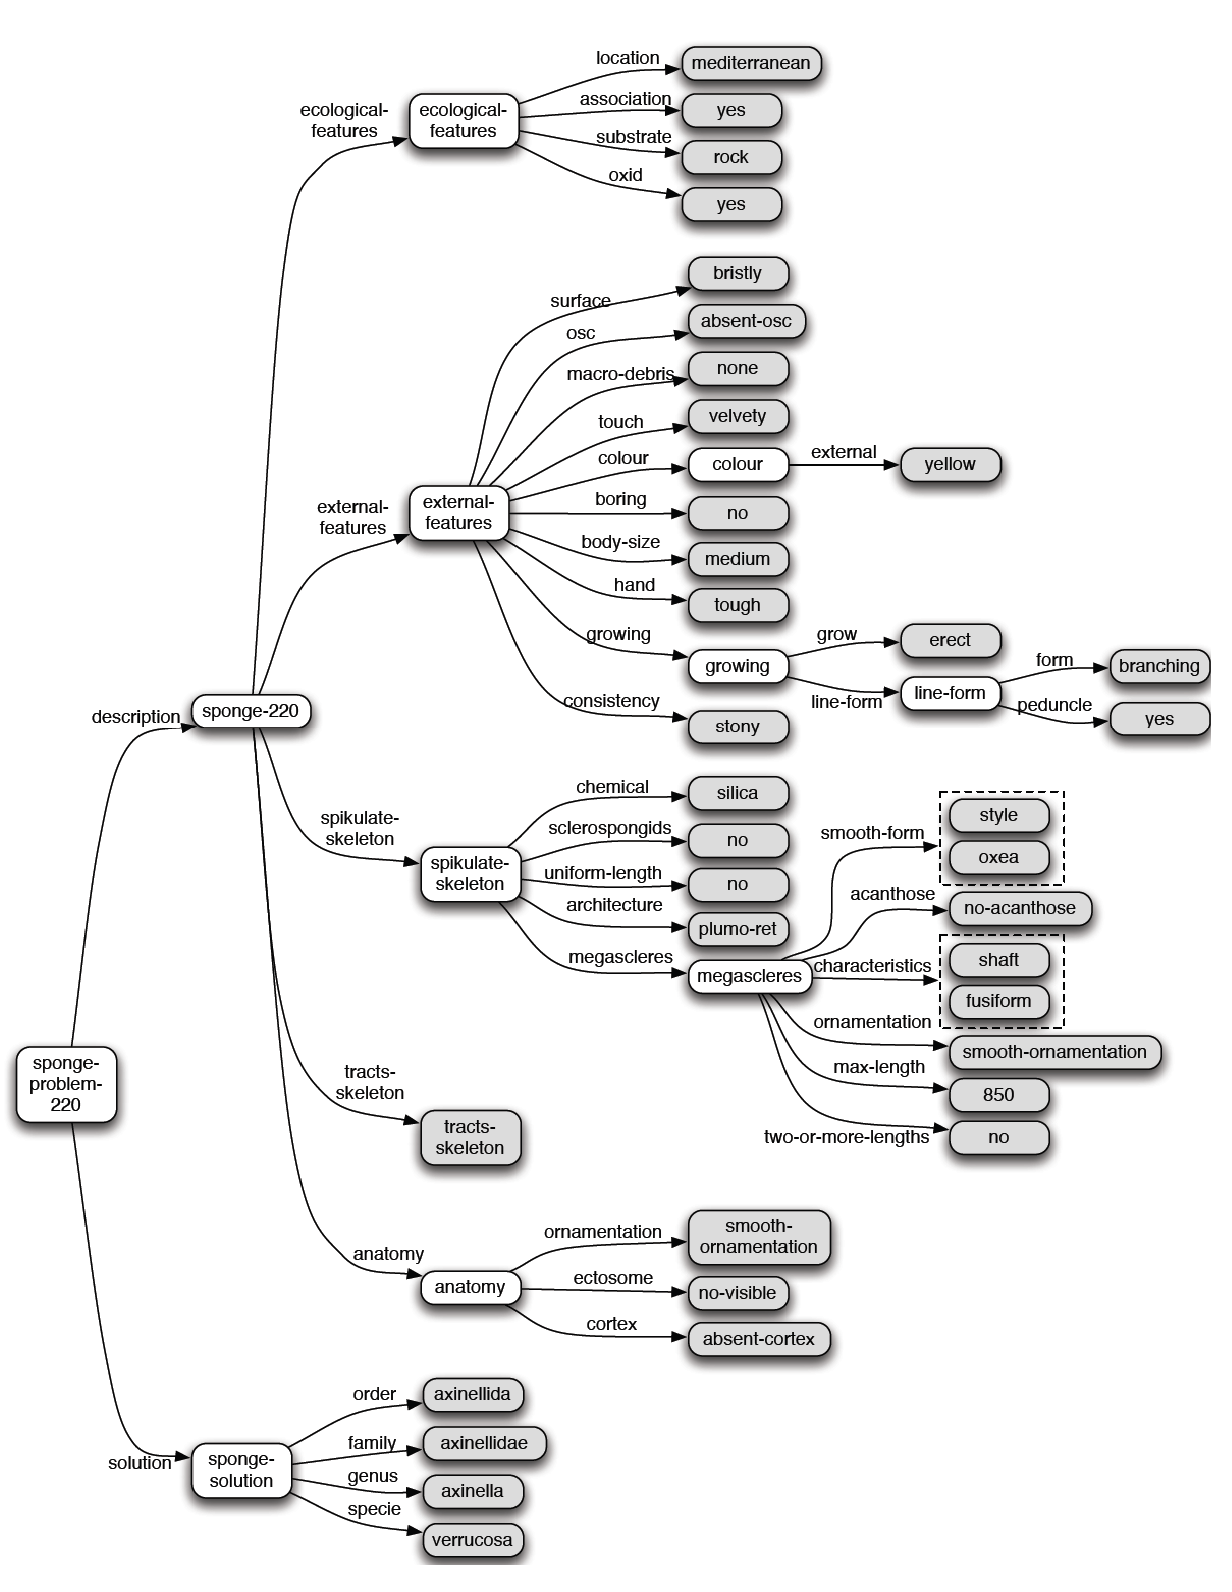 location
mediterranean
ecological-
features
ecological-
features
association
yes
substrate
rock
oxid
yes
surface
bristly
osc
absent-osc
macro-debris
none
touch
velvety
colour
colour
external
yellow
external-
features
external-
features
boring
no
body-size
medium
hand
tough
growing
growing
grow
erect
line-form
line-form
form
branching
peduncle
yes
consistency
stony
description
sponge-220
spikulate-
skeleton
spikulate-
skeleton
chemical
silica
sclerospongids
no
uniform-length
no
architecture
plumo-ret
megascleres
megascleres
smooth-form
style
oxea
acanthose
no-acanthose
characteristics
shaft
fusiform
ornamentation
smooth-ornamentation
max-length
850
two-or-more-lengths
no
sponge-
problem-
220
tracts-
skeleton
tracts-
skeleton
anatomy
anatomy
ornamentation
smooth-
ornamentation
ectosome
no-visible
cortex
absent-cortex
solution
sponge-
solution
order
axinellida
family
axinellidae
genus
axinella
specie
verrucosa